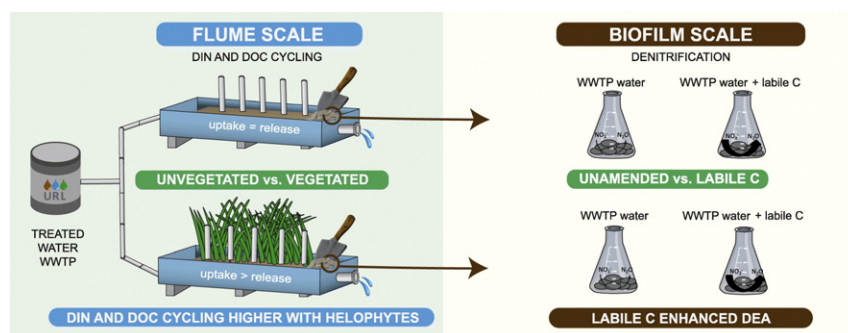 FLUME SCALE
DIN AND DOC CYCLING
uptake = release
UNVEGETATED vs. VEGETATED
URL
TREATED
WATER
WWTP
uptake > release
DIN AND DOC CYCLING HIGHER WITH HELOPHYTES
BIOFILM SCALE
DENITRIFICATION
WWTP water
WWTP water + labile C
NO₃ N₂O
NO₃ N₂O
UNAMENDED vs. LABILE C
WWTP water
WWTP water + labile C
NO₃ N₂O
NO₃ N₂O
LABILE C ENHANCED DEA